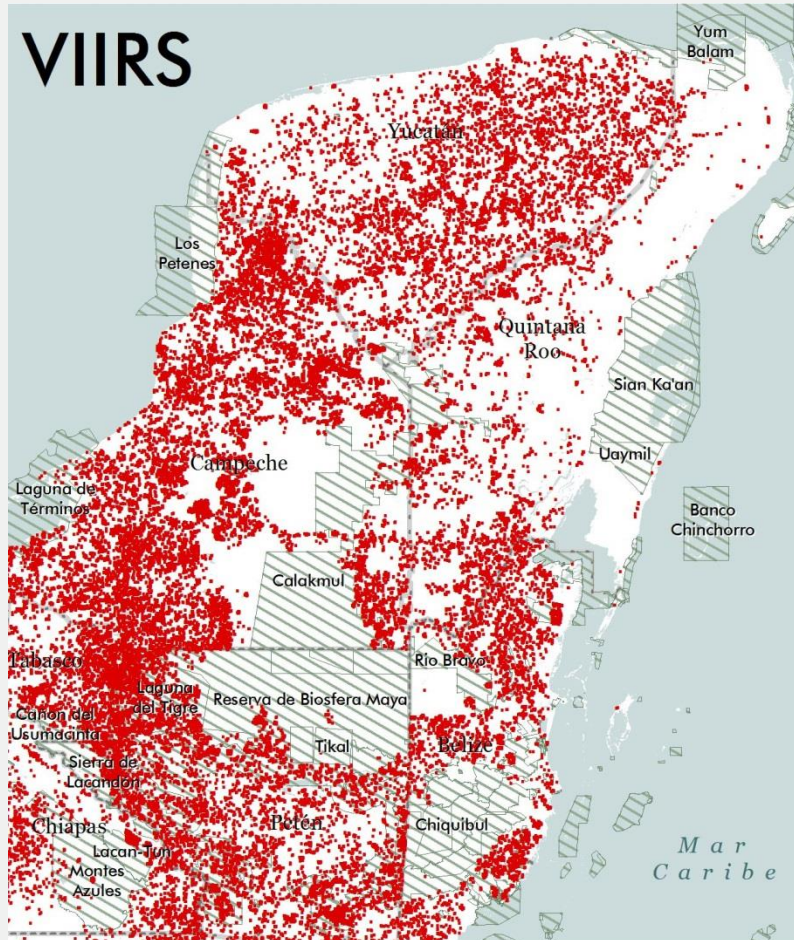 VIIRS
Yum
Balam
Yucatán
Los
Petenes
Quintana
Roo
Sian Ka'an
Uaymil
Campeche
Laguna de
Términos
Banco
Chinchorro
Calakmul
Río Bravo
Tabasco
Laguna
del Tigre
Reserva de Biosfera Maya
Cañon del
Usumacinta
Tikal
Belize
Sierra de
Lacandón
Chiapas
Petén
Chiquibul
Lacan-Tun
Montes
Azules
Mar
Caribe